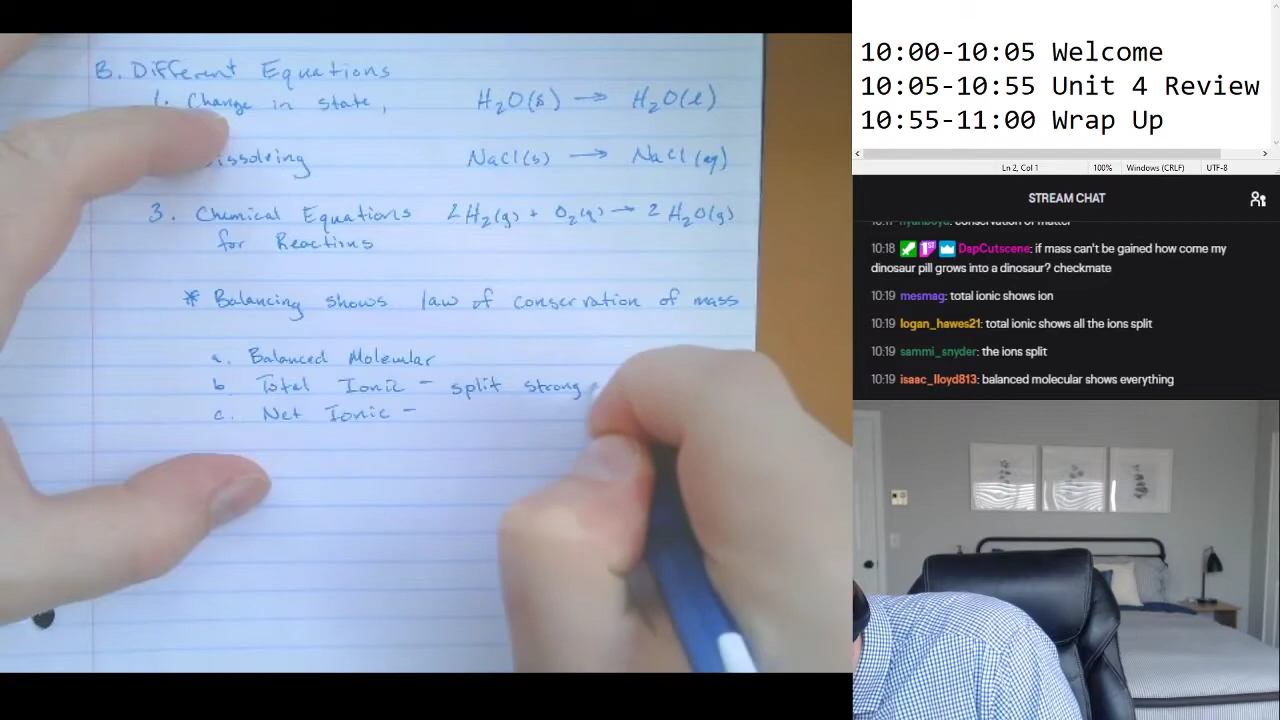 B. Different Equations
1. Change in state, H₂O(s) → H₂O(l)
Dissolving NaCl(s) → NaCl(aq)
3. Chemical Equations 2H₂(g) + O₂(g) → 2 H₂O(g)
for Reactions
* Balancing shows law of conservation of mass
a. Balanced Molecular
b Total Ionic - split strong
c. Net Ionic -
10:00-10:05 Welcome
10:05-10:55 Unit 4 Review
10:55-11:00 Wrap Up
Ln 2, Col 1 100% Windows (CRLF) UTF-8
STREAM CHAT
10:18 DapCutscene: if mass can't be gained how come my
dinosaur pill grows into a dinosaur? checkmate
10:19 mesmag: total ionic shows ion
10:19 logan_hawes21: total ionic shows all the ions split
10:19 sammi_snyder: the ions split
10:19 isaac_lloyd813: balanced molecular shows everything